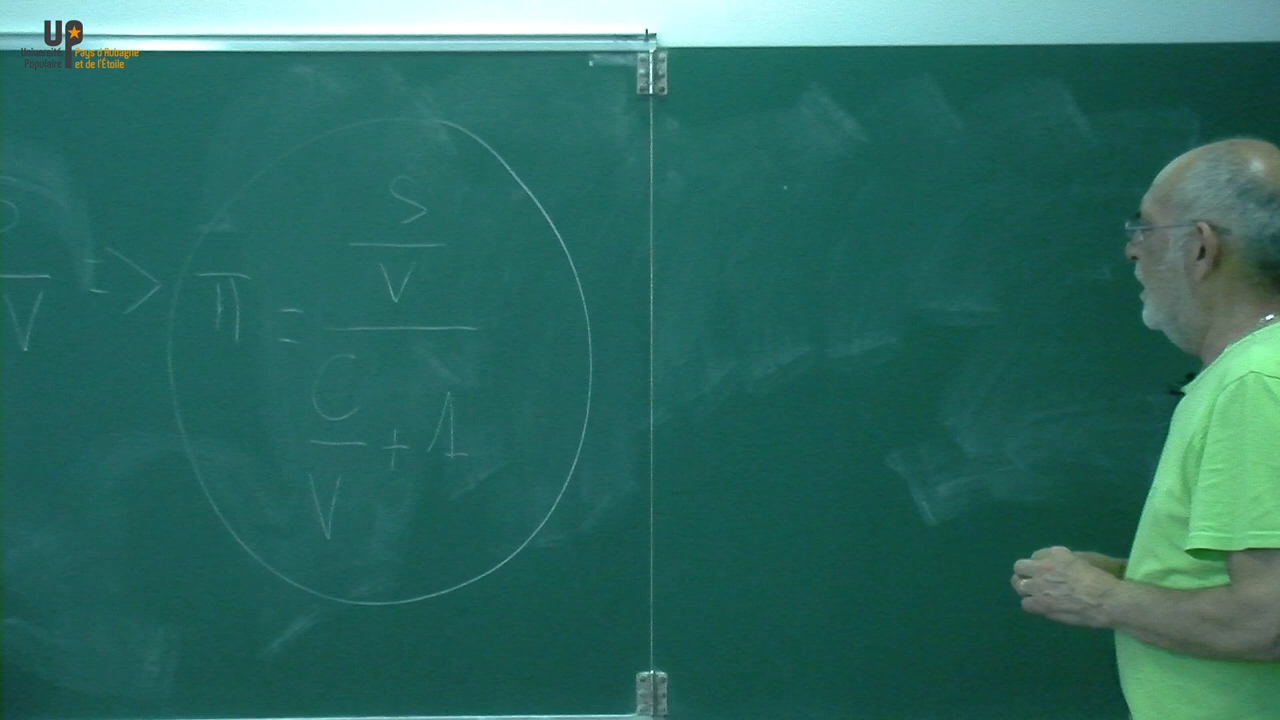 UP
Université Populaire
Pays d'Aubagne
et de l'Étoile
S
V
=>
π = S/V
C/V + 1